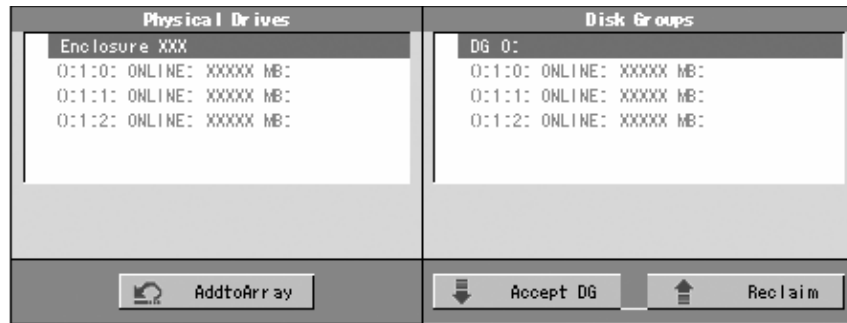 Physical Drives
Enclosure XXX
0:1:0: ONLINE: XXXXX MB:
0:1:1: ONLINE: XXXXX MB:
0:1:2: ONLINE: XXXXX MB:
AddtoArray
Disk Groups
DG 0:
0:1:0: ONLINE: XXXXX MB:
0:1:1: ONLINE: XXXXX MB:
0:1:2: ONLINE: XXXXX MB:
Accept DG
Reclaim